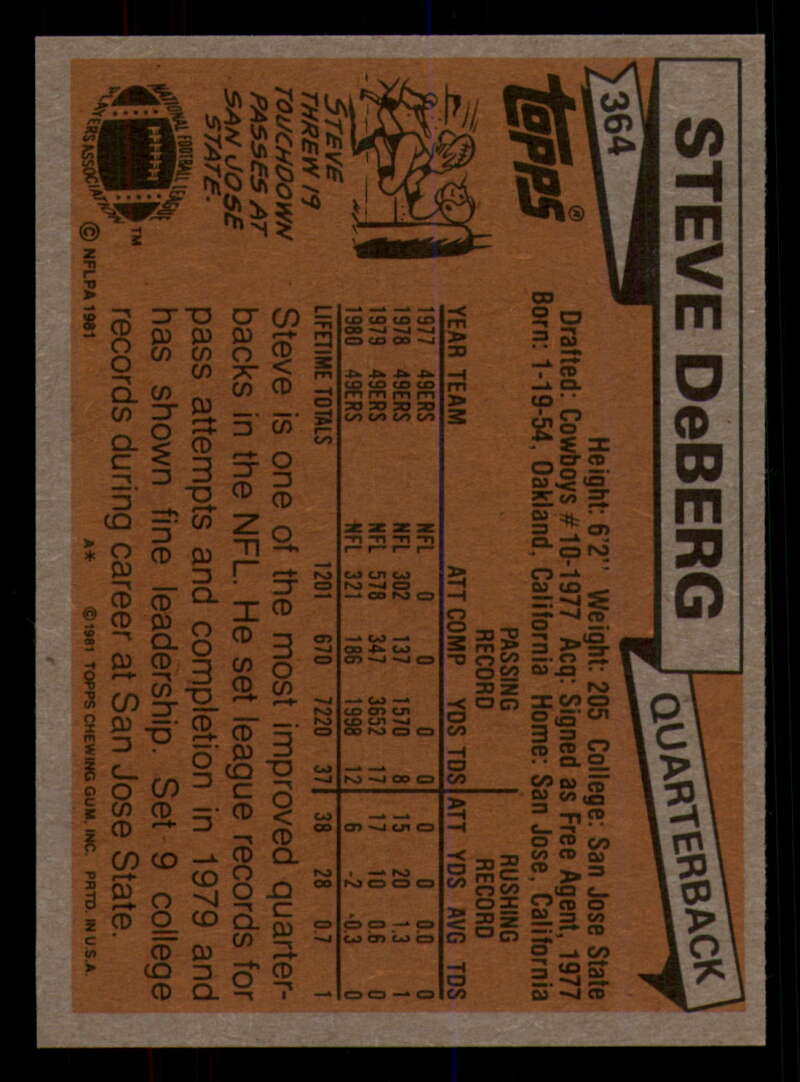 364
STEVE DeBERG
QUARTERBACK
TOPPS®
Height: 6'2" Weight: 205 College: San Jose State
Drafted: Cowboys #10-1977 Acq: Signed as Free Agent, 1977
Born: 1-19-54, Oakland, California Home: San Jose, California
PASSING RUSHING
RECORD RECORD
YEAR TEAM ATT COMP YDS TDS ATT YDS AVG TDS
1977 49ERS NFL 0 0 0 0 0 0 0.0 0
1978 49ERS NFL 302 137 1570 8 15 20 1.3 1
1979 49ERS NFL 578 347 3652 17 17 10 0.6 0
1980 49ERS NFL 321 186 1998 12 6 -2 -0.3 0
LIFETIME TOTALS 1201 670 7220 37 38 28 0.7 1
STEVE
THREW 19
TOUCHDOWN
PASSES AT
SAN JOSE
STATE.
Steve is one of the most improved quarter-
backs in the NFL. He set league records for
pass attempts and completion in 1979 and
has shown fine leadership. Set 9 college
records during career at San Jose State.
NATIONAL FOOTBALL LEAGUE
PLAYERS ASSOCIATION
TM
© NFLPA 1981
A* © 1981 TOPPS CHEWING GUM, INC. PRTD. IN U.S.A.